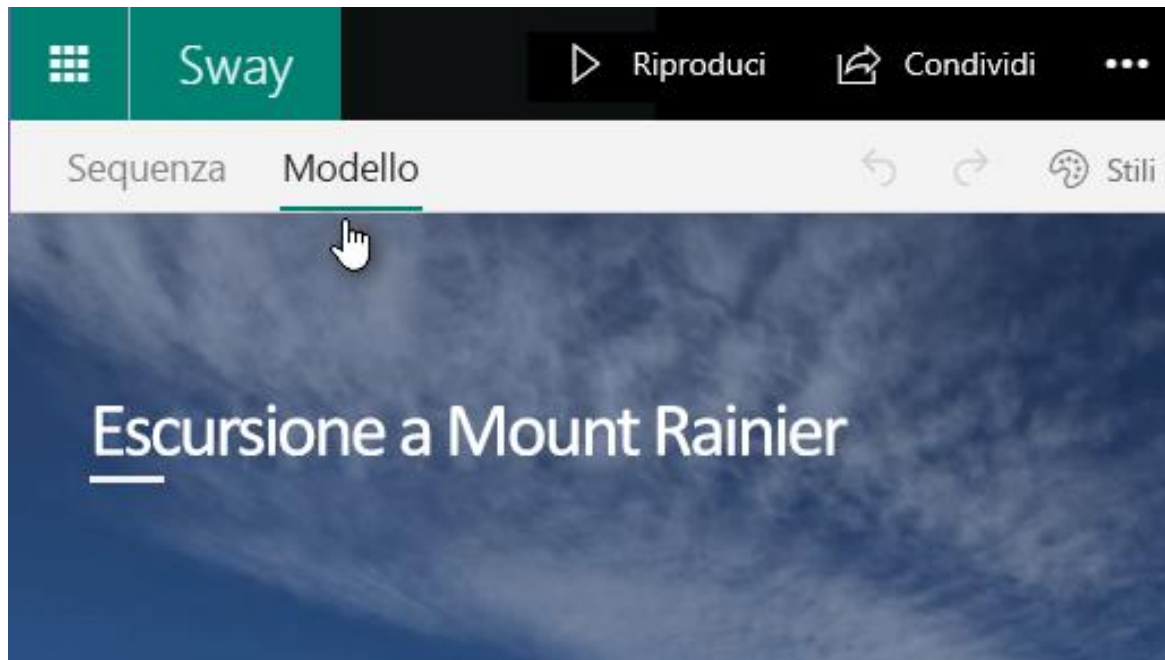 Sway Riproduci Condividi
Sequenza Modello Stili
Escursione a Mount Rainier